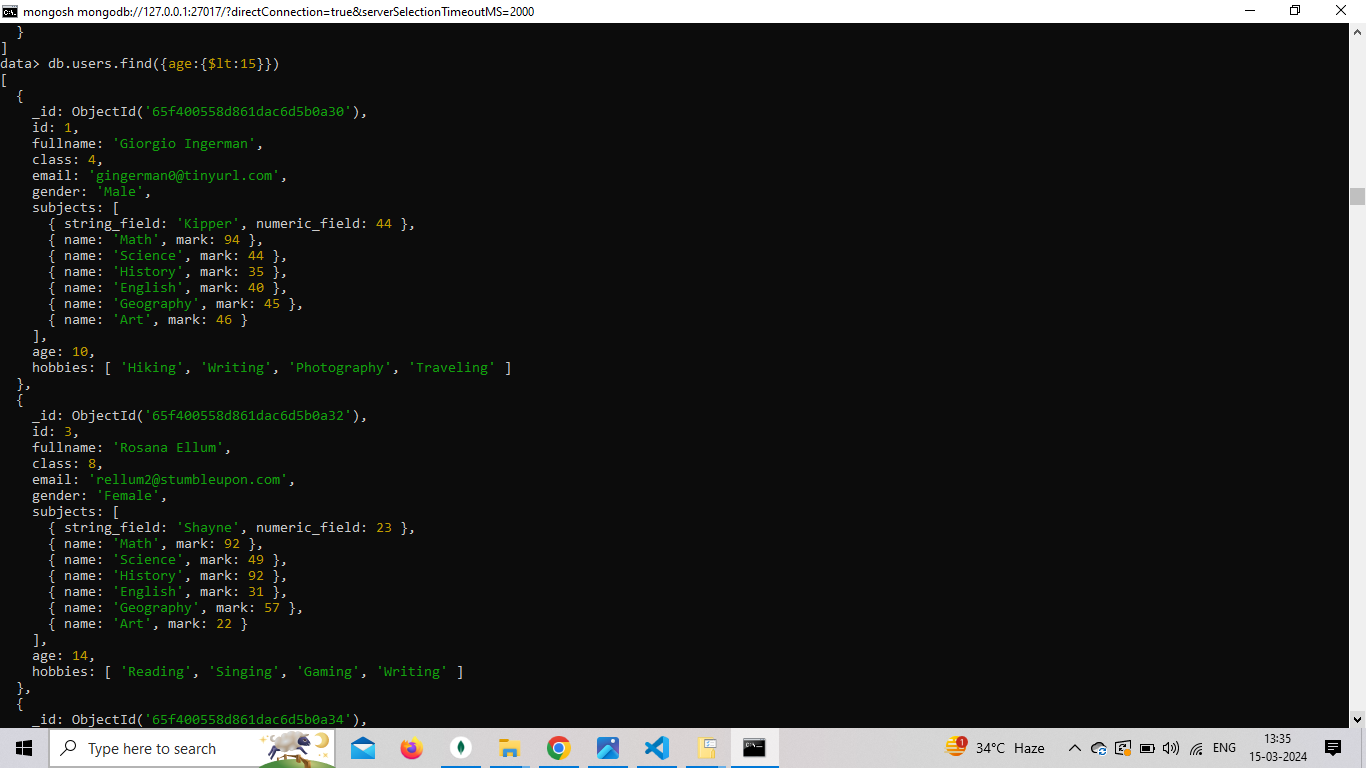 mongosh mongodb://127.0.0.1:27017/?directConnection=true&serverSelectionTimeoutMS=2000
  }
]
data> db.users.find({age:{$lt:15}})
[
  {
    _id: ObjectId('65f400558d861dac6d5b0a30'),
    id: 1,
    fullname: 'Giorgio Ingerman',
    class: 4,
    email: 'gingerman0@tinyurl.com',
    gender: 'Male',
    subjects: [
      { string_field: 'Kipper', numeric_field: 44 },
      { name: 'Math', mark: 94 },
      { name: 'Science', mark: 44 },
      { name: 'History', mark: 35 },
      { name: 'English', mark: 40 },
      { name: 'Geography', mark: 45 },
      { name: 'Art', mark: 46 }
    ],
    age: 10,
    hobbies: [ 'Hiking', 'Writing', 'Photography', 'Traveling' ]
  },
  {
    _id: ObjectId('65f400558d861dac6d5b0a32'),
    id: 3,
    fullname: 'Rosana Ellum',
    class: 8,
    email: 'rellum2@stumbleupon.com',
    gender: 'Female',
    subjects: [
      { string_field: 'Shayne', numeric_field: 23 },
      { name: 'Math', mark: 92 },
      { name: 'Science', mark: 49 },
      { name: 'History', mark: 92 },
      { name: 'English', mark: 31 },
      { name: 'Geography', mark: 57 },
      { name: 'Art', mark: 22 }
    ],
    age: 14,
    hobbies: [ 'Reading', 'Singing', 'Gaming', 'Writing' ]
  },
  {
    _id: ObjectId('65f400558d861dac6d5b0a34'),
Type here to search
1
34°C Haze
ENG
13:35
15-03-2024